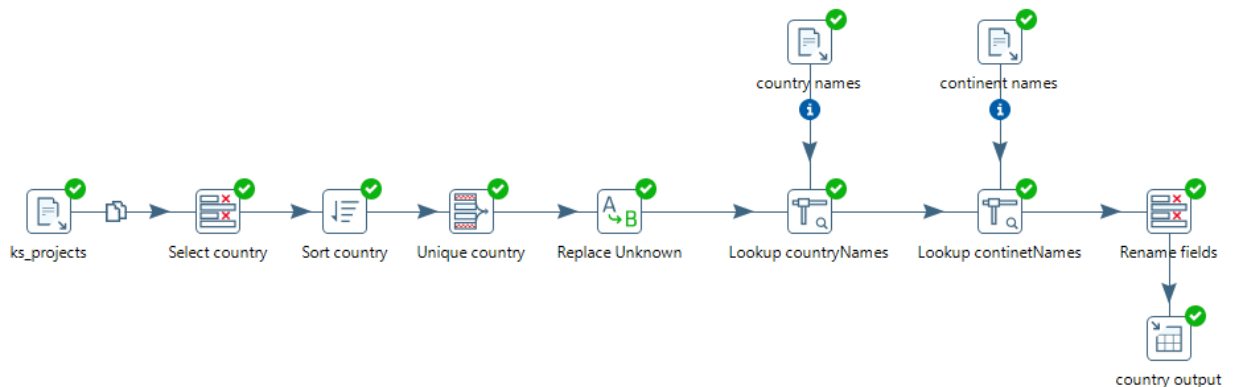 country names
continent names
ks_projects
Select country
Sort country
Unique country
A
B
Replace Unknown
Lookup countryNames
Lookup continetNames
Rename fields
country output